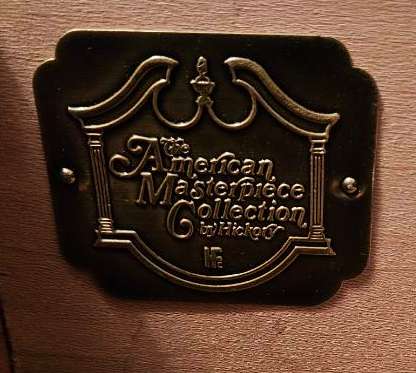 The
American
Masterpiece
Collection
by Hickory